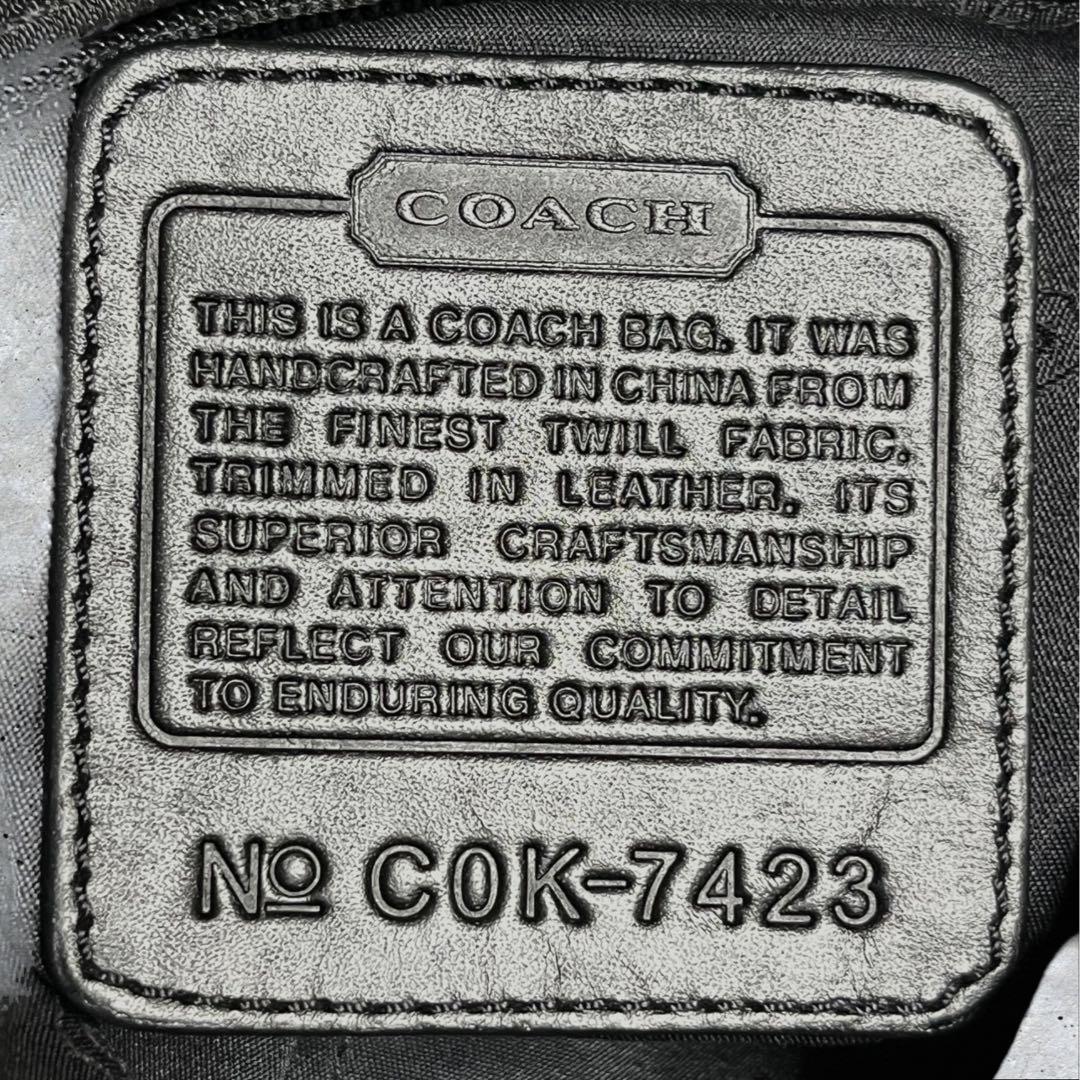 COACH
THIS IS A COACH BAG. IT WAS
HANDCRAFTED IN CHINA FROM
THE FINEST TWILL FABRIC.
TRIMMED IN LEATHER. ITS
SUPERIOR CRAFTSMANSHIP
AND ATTENTION TO DETAIL
REFLECT OUR COMMITMENT
TO ENDURING QUALITY.
Nº C0K-7423